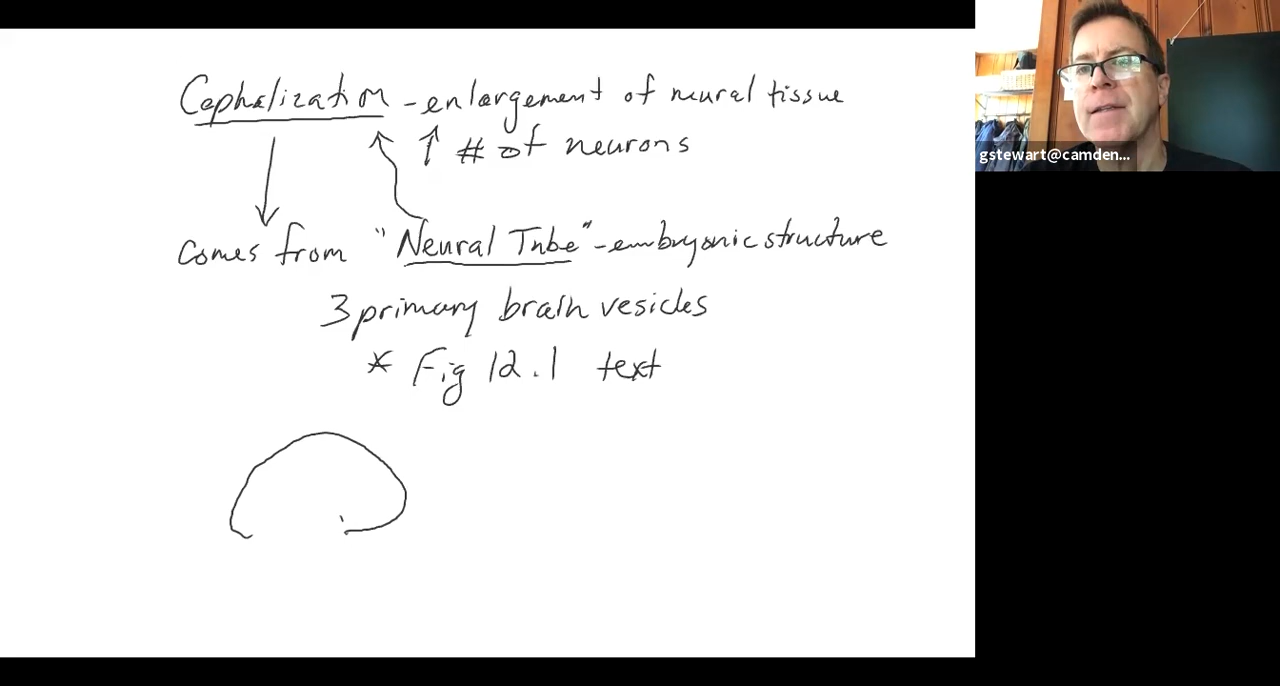 Cephalization - enlargement of neural tissue
↑ # of neurons
comes from "Neural Tube" - embryonic structure
3 primary brain vesicles
* Fig 12.1 text
gstewart@camden...